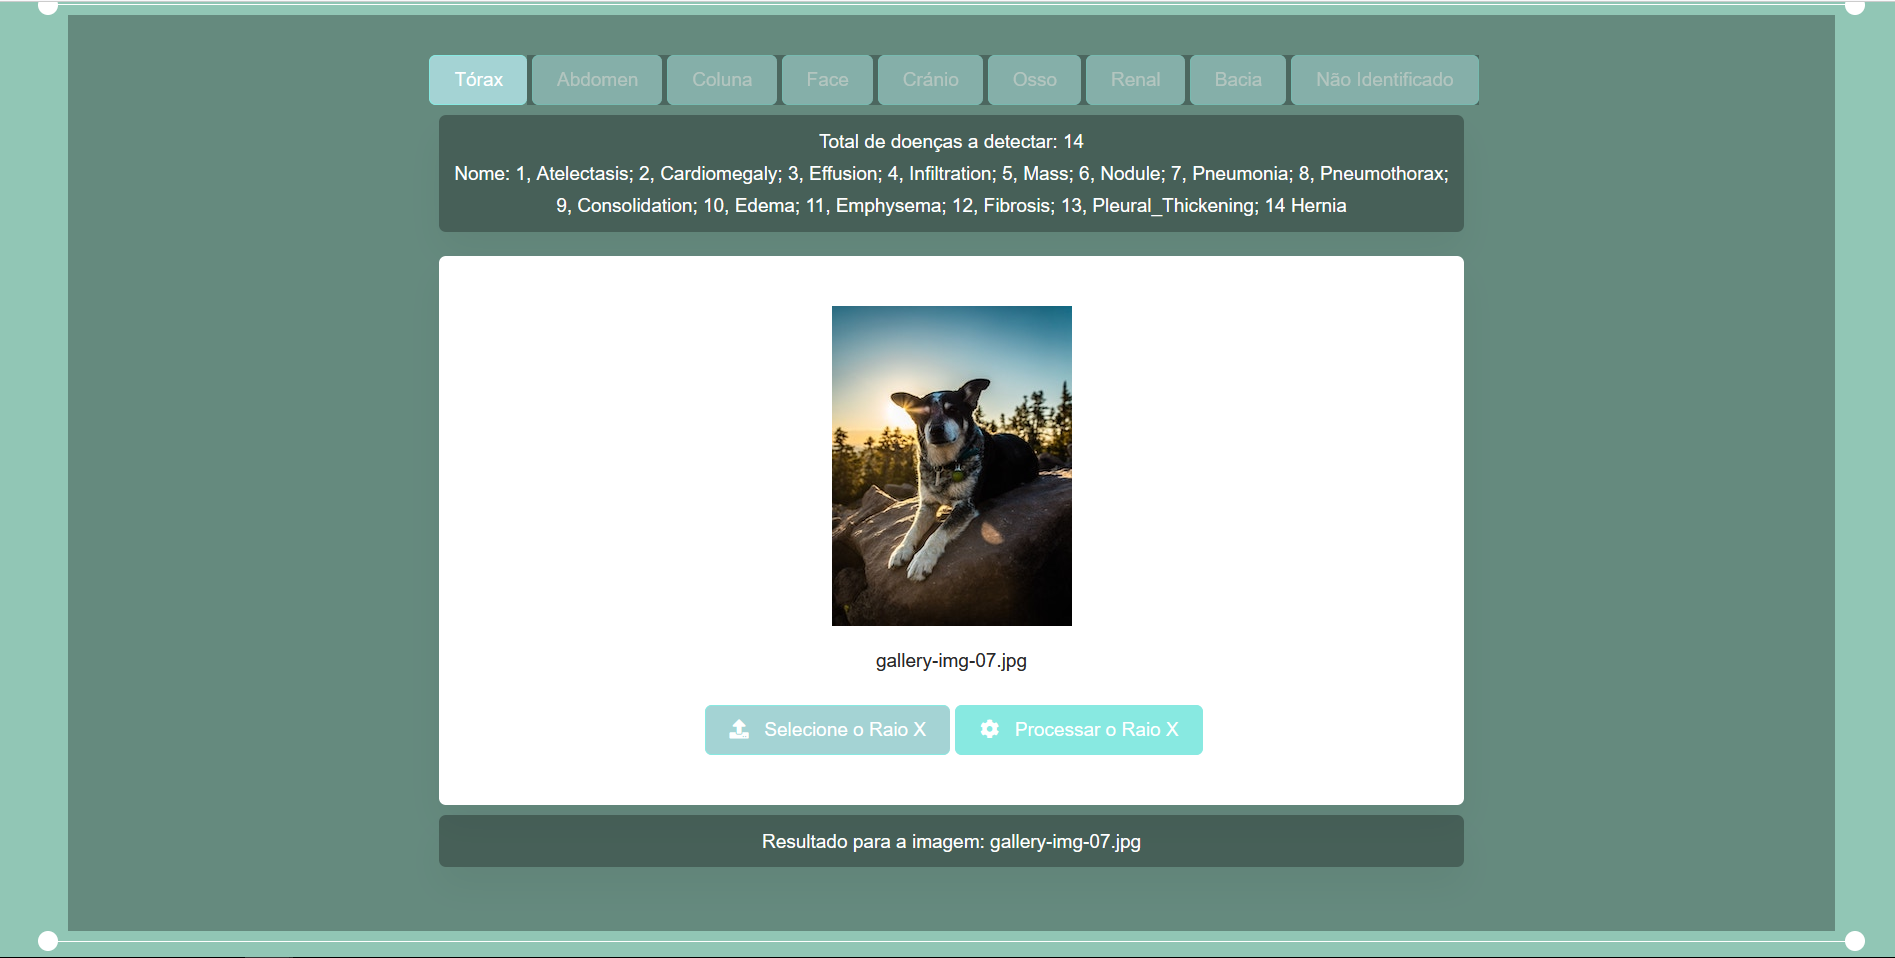 Tórax Abdomen Coluna Face Cránio Osso Renal Bacia Não Identificado
Total de doenças a detectar: 14
Nome: 1, Atelectasis; 2, Cardiomegaly; 3, Effusion; 4, Infiltration; 5, Mass; 6, Nodule; 7, Pneumonia; 8, Pneumothorax;
9, Consolidation; 10, Edema; 11, Emphysema; 12, Fibrosis; 13, Pleural_Thickening; 14 Hernia
gallery-img-07.jpg
Selecione o Raio X Processar o Raio X
Resultado para a imagem: gallery-img-07.jpg